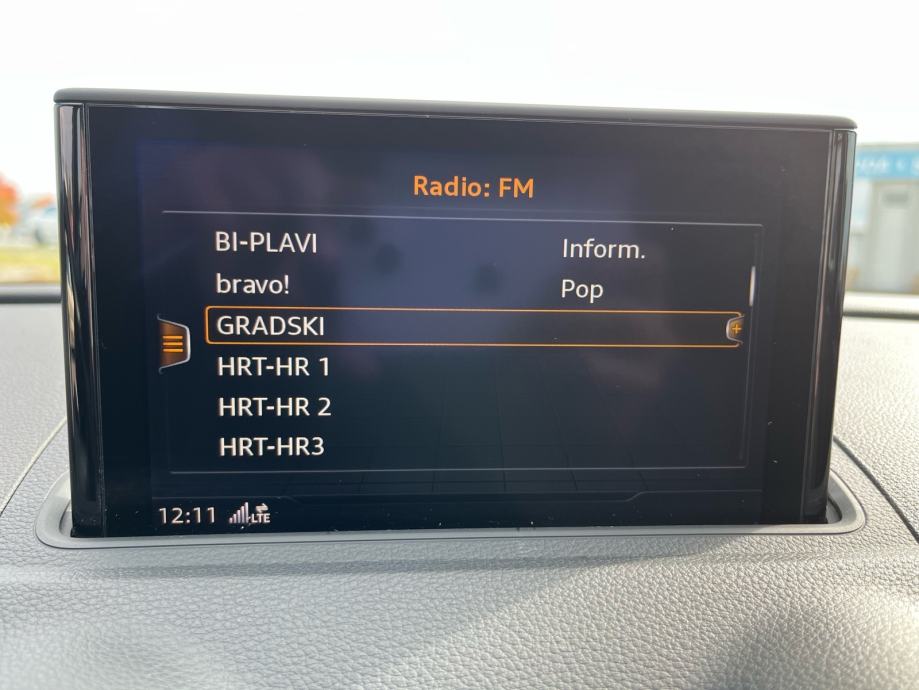 Radio: FM
BI-PLAVI Inform.
bravo! Pop
GRADSKI
HRT-HR 1
HRT-HR 2
HRT-HR3
12:11 LTE